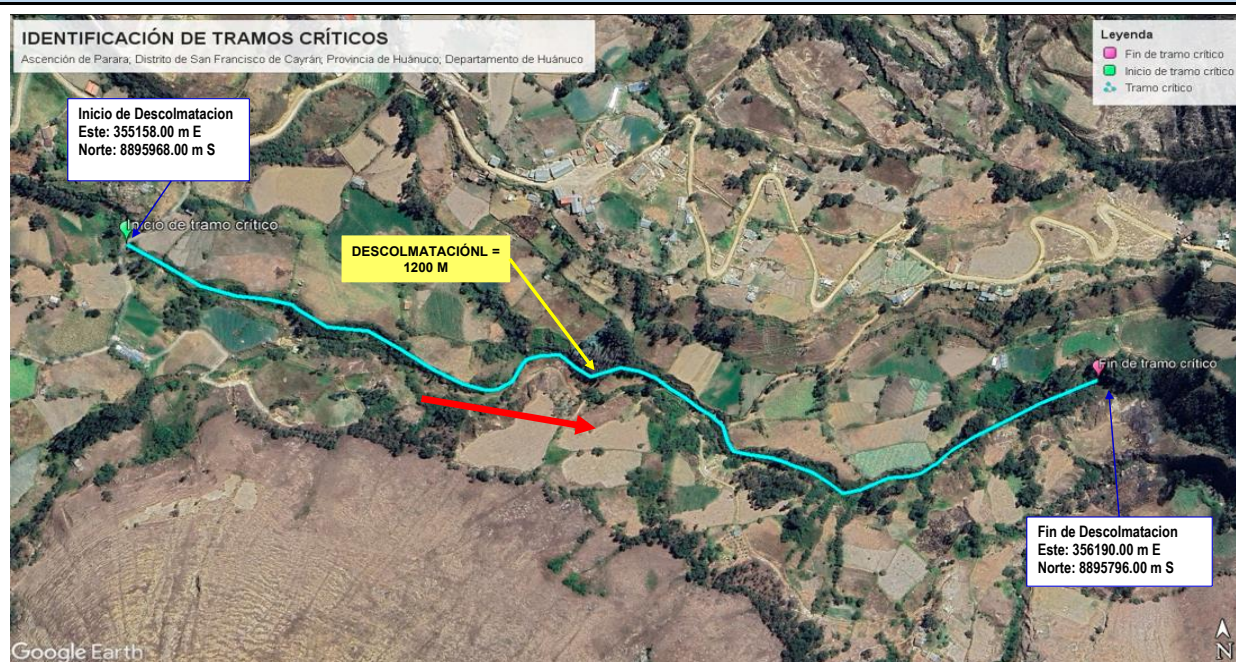 IDENTIFICACIÓN DE TRAMOS CRÍTICOS
Ascención de Parara; Distrito de San Francisco de Cayrán; Provincia de Huánuco; Departamento de Huánuco
Leyenda
Fin de tramo crítico
Inicio de tramo crítico
Tramo crítico
Inicio de Descolmatacion
Este: 355158.00 m E
Norte: 8895968.00 m S
Inicio de tramo crítico
DESCOLMATACIÓNL =
1200 M
Fin de tramo crítico
Fin de Descolmatacion
Este: 356190.00 m E
Norte: 8895796.00 m S
Google Earth
N